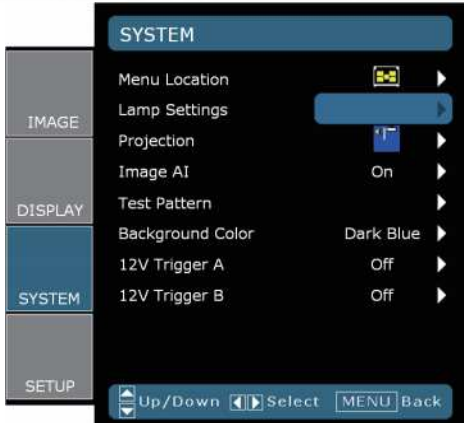 SYSTEM
IMAGE
DISPLAY
SYSTEM
SETUP
Menu Location
Lamp Settings
Projection
Image AI On
Test Pattern
Background Color Dark Blue
12V Trigger A Off
12V Trigger B Off
Up/Down Select MENU Back